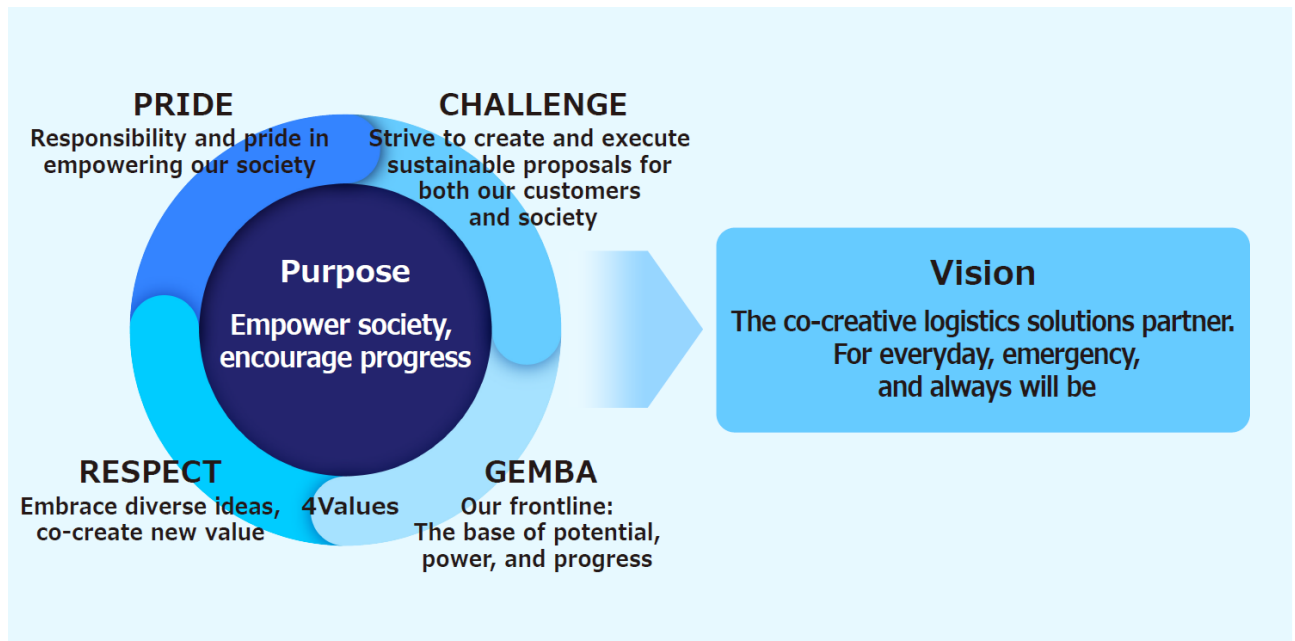 PRIDE
Responsibility and pride in
empowering our society
CHALLENGE
Strive to create and execute
sustainable proposals for
both our customers
and society
Purpose
Empower society,
encourage progress
RESPECT
Embrace diverse ideas,
co-create new value
4Values
GEMBA
Our frontline:
The base of potential,
power, and progress
Vision
The co-creative logistics solutions partner.
For everyday, emergency,
and always will be